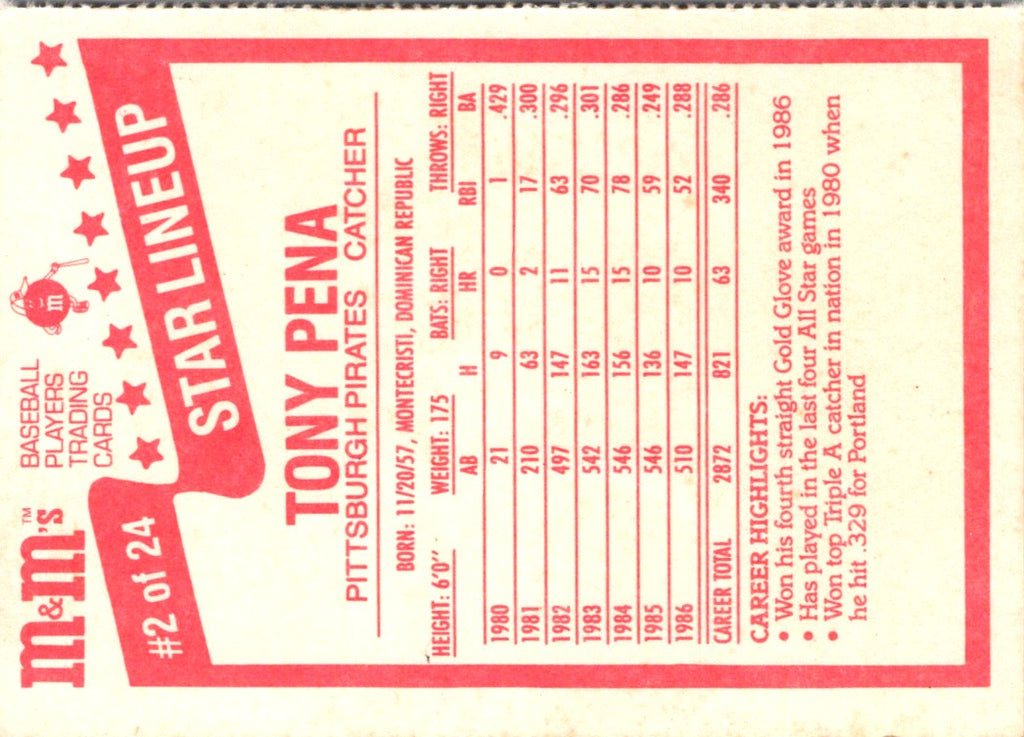 m&m's™
BASEBALL
PLAYERS
TRADING
CARDS
m
#2 of 24
STAR LINEUP
TONY PENA
PITTSBURGH PIRATES CATCHER
BORN: 11/20/57, MONTECRISTI, DOMINICAN REPUBLIC
HEIGHT: 6'0" WEIGHT: 175 BATS: RIGHT THROWS: RIGHT
AB H HR RBI BA
1980 21 9 0 1 .429
1981 210 63 2 17 .300
1982 497 147 11 63 .296
1983 542 163 15 70 .301
1984 546 156 15 78 .286
1985 546 136 10 59 .249
1986 510 147 10 52 .288
CAREER TOTAL 2872 821 63 340 .286
CAREER HIGHLIGHTS:
• Won his fourth straight Gold Glove award in 1986
• Has played in the last four All Star games
• Won top Triple A catcher in nation in 1980 when
he hit .329 for Portland